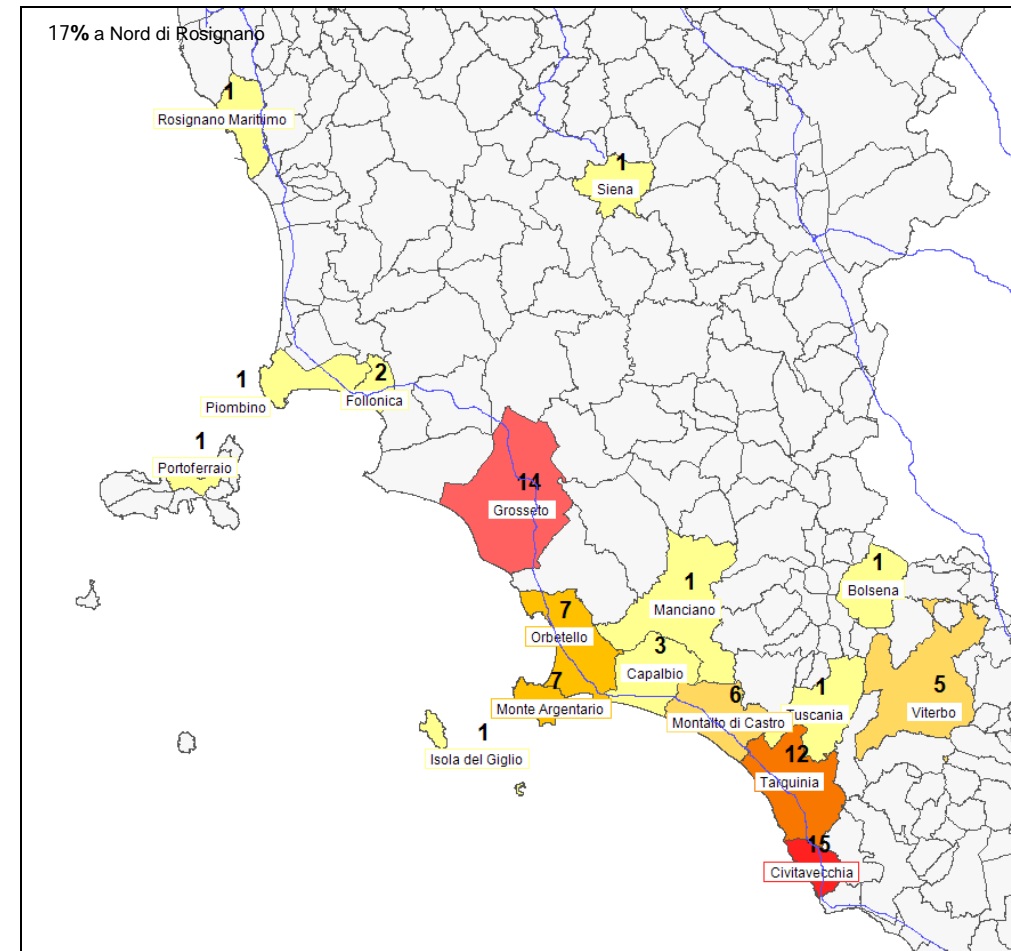 17% a Nord di Rosignano
1
Rosignano Marittimo
1
Siena
1
Piombino
2
Follonica
1
Portoferraio
14
Grosseto
1
Manciano
1
Bolsena
7
Orbetello
3
Capalbio
7
Monte Argentario
6
Montalto di Castro
1
Tuscania
5
Viterbo
1
Isola del Giglio
12
Tarquinia
15
Civitavecchia